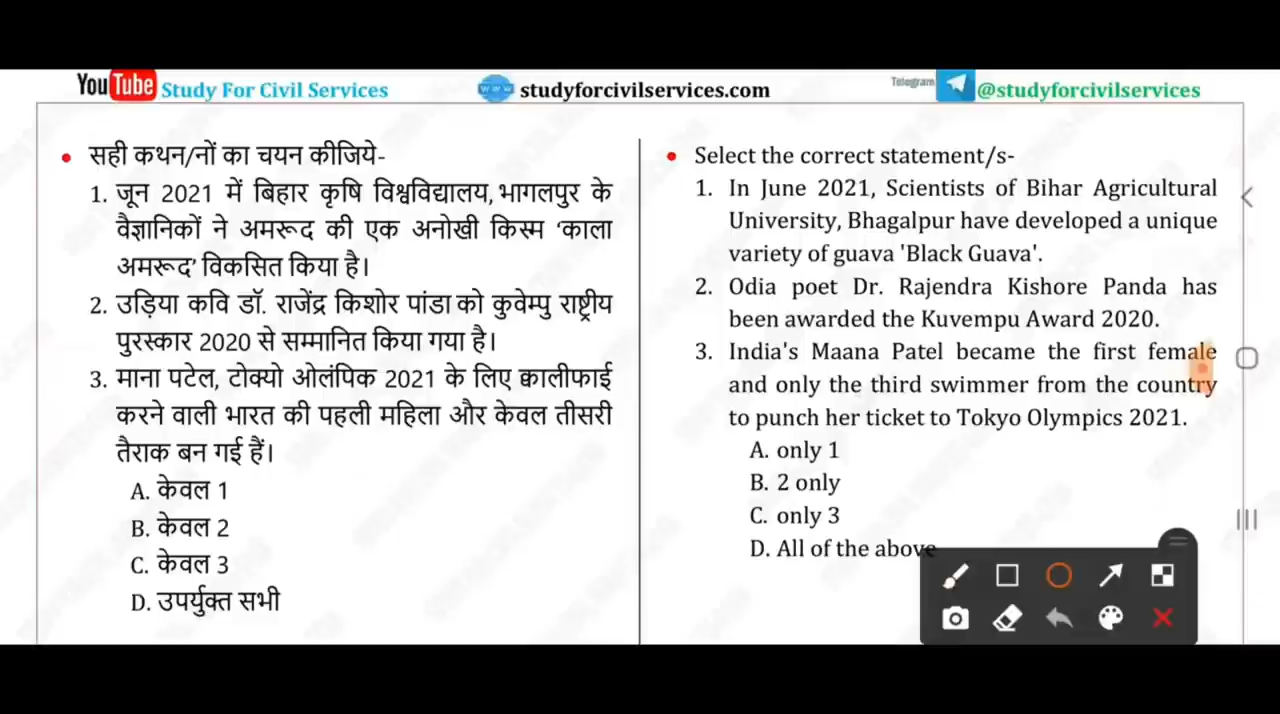 YouTube Study For Civil Services
www studyforcivilservices.com
Telegram @studyforcivilservices
• सही कथन/नों का चयन कीजिये-
1. जून 2021 में बिहार कृषि विश्वविद्यालय, भागलपुर के
वैज्ञानिकों ने अमरूद की एक अनोखी किस्म ‘काला
अमरूद’ विकसित किया है।
2. उड़िया कवि डॉ. राजेंद्र किशोर पांडा को कुवेम्पु राष्ट्रीय
पुरस्कार 2020 से सम्मानित किया गया है।
3. माना पटेल, टोक्यो ओलंपिक 2021 के लिए क्वालीफाई
करने वाली भारत की पहली महिला और केवल तीसरी
तैराक बन गई हैं।
A. केवल 1
B. केवल 2
C. केवल 3
D. उपर्युक्त सभी
• Select the correct statement/s-
1. In June 2021, Scientists of Bihar Agricultural
University, Bhagalpur have developed a unique
variety of guava 'Black Guava'.
2. Odia poet Dr. Rajendra Kishore Panda has
been awarded the Kuvempu Award 2020.
3. India's Maana Patel became the first female
and only the third swimmer from the country
to punch her ticket to Tokyo Olympics 2021.
A. only 1
B. 2 only
C. only 3
D. All of the above